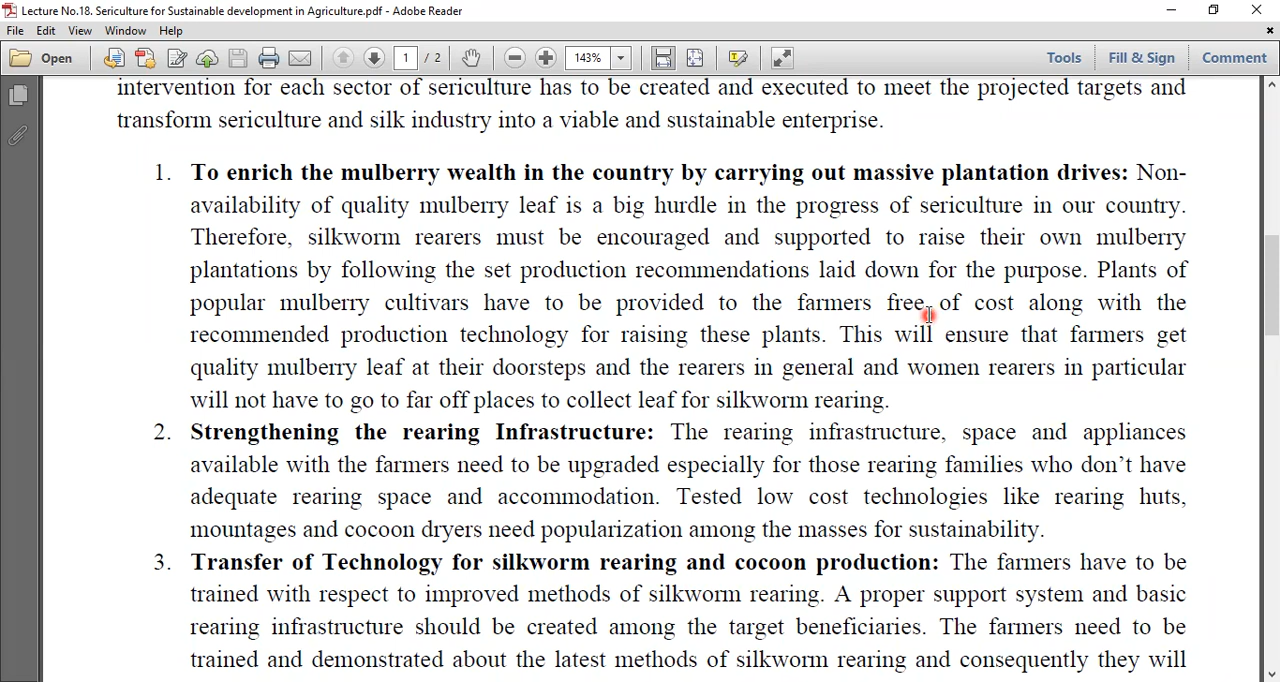 Lecture No.18. Sericulture for Sustainable development in Agriculture.pdf - Adobe Reader
File Edit View Window Help
Open 1 / 2 143% Tools Fill & Sign Comment
intervention for each sector of sericulture has to be created and executed to meet the projected targets and
transform sericulture and silk industry into a viable and sustainable enterprise.
1. To enrich the mulberry wealth in the country by carrying out massive plantation drives: Non-
availability of quality mulberry leaf is a big hurdle in the progress of sericulture in our country.
Therefore, silkworm rearers must be encouraged and supported to raise their own mulberry
plantations by following the set production recommendations laid down for the purpose. Plants of
popular mulberry cultivars have to be provided to the farmers free of cost along with the
recommended production technology for raising these plants. This will ensure that farmers get
quality mulberry leaf at their doorsteps and the rearers in general and women rearers in particular
will not have to go to far off places to collect leaf for silkworm rearing.
2. Strengthening the rearing Infrastructure: The rearing infrastructure, space and appliances
available with the farmers need to be upgraded especially for those rearing families who don’t have
adequate rearing space and accommodation. Tested low cost technologies like rearing huts,
mountages and cocoon dryers need popularization among the masses for sustainability.
3. Transfer of Technology for silkworm rearing and cocoon production: The farmers have to be
trained with respect to improved methods of silkworm rearing. A proper support system and basic
rearing infrastructure should be created among the target beneficiaries. The farmers need to be
trained and demonstrated about the latest methods of silkworm rearing and consequently they will